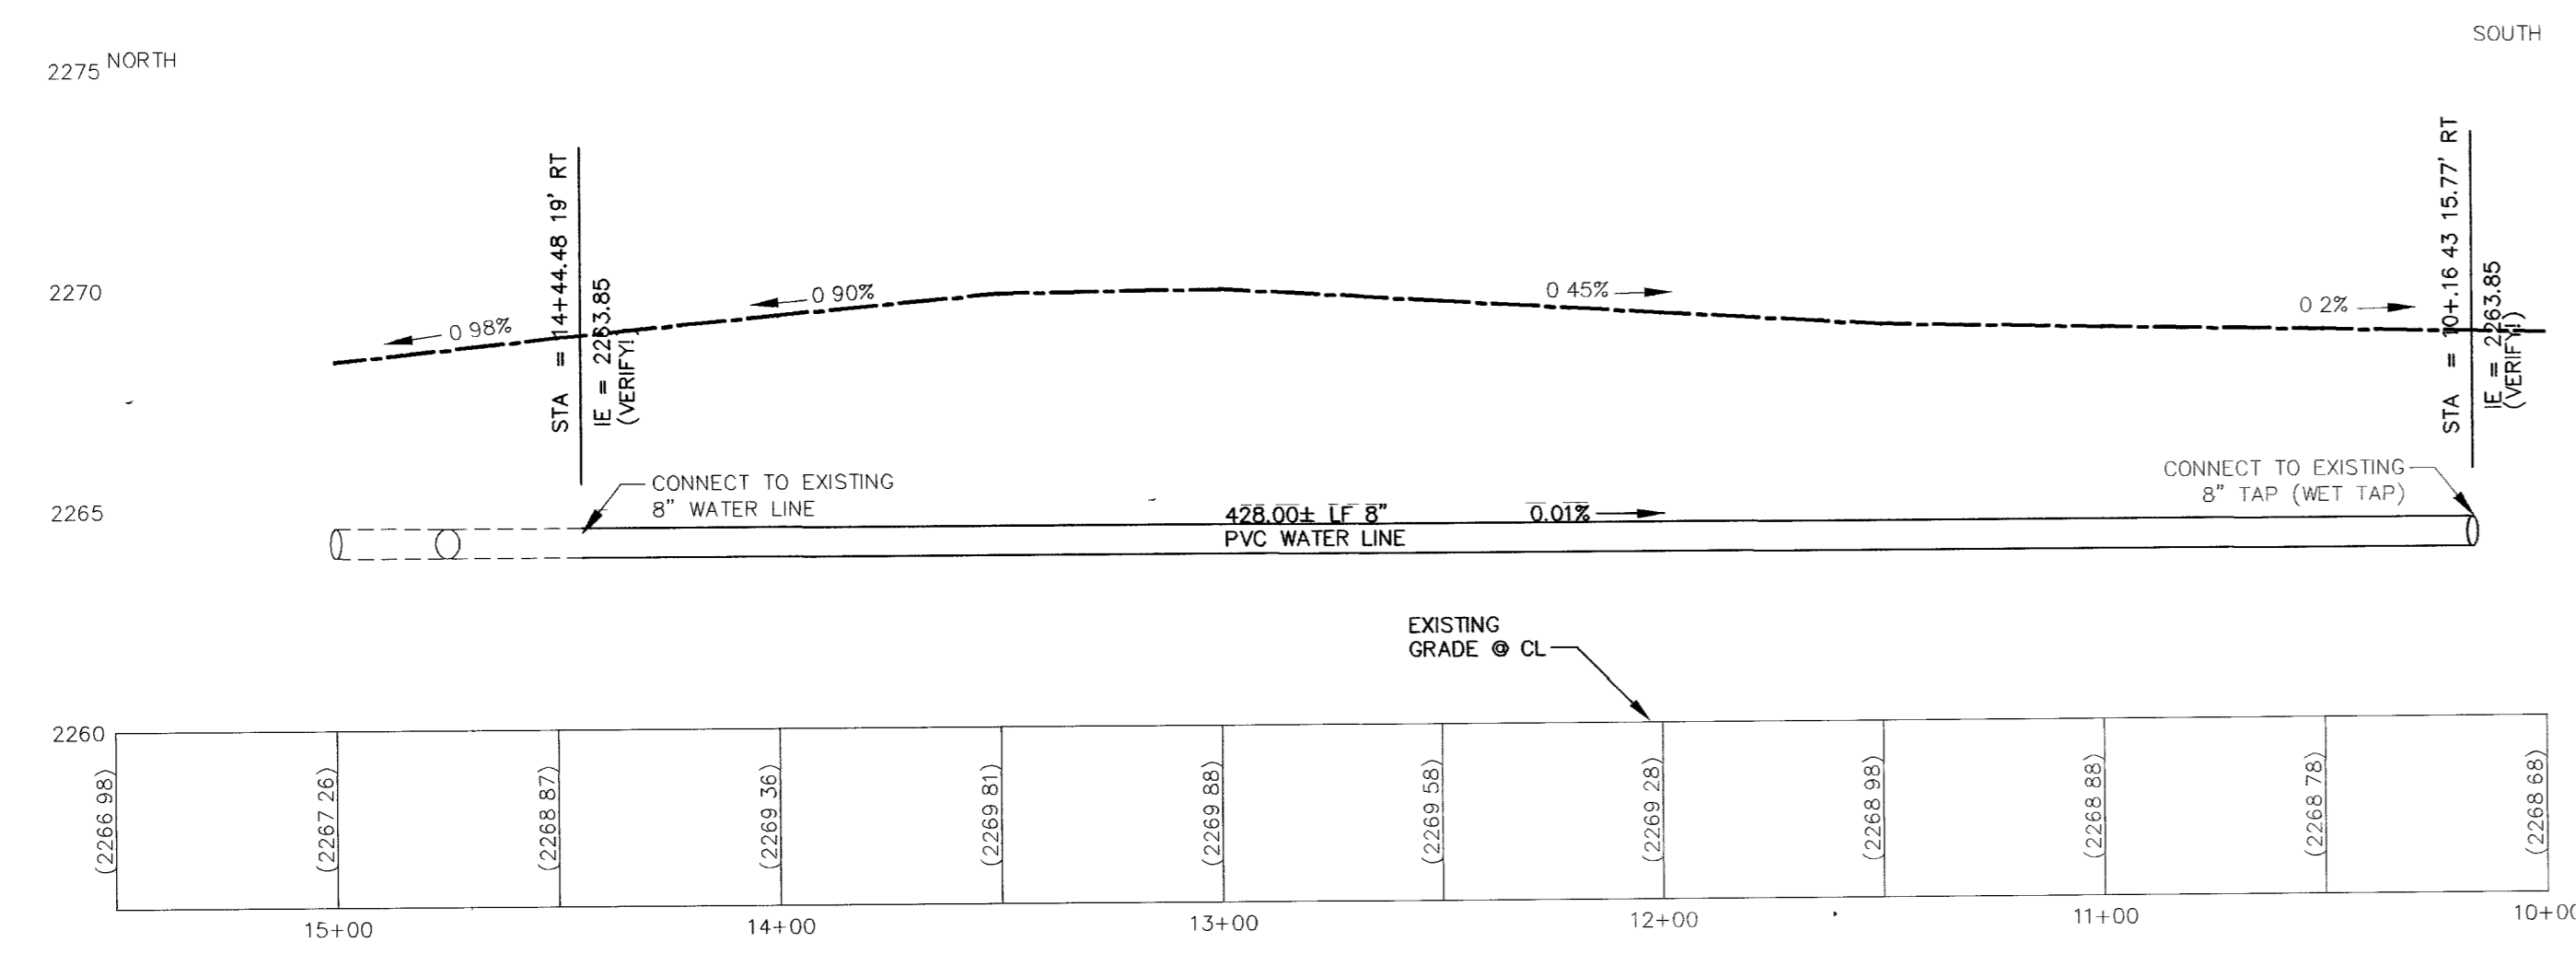 NORTH
SOUTH
2275
2270
2265
2260
STA = 14+44.48 19' RT
IE = 2263.85
(VERIFY!)
0 98%
0 90%
0 45%
0 2%
STA = 10+.16 43 15.77' RT
IE = 2263.85
(VERIFY!)
CONNECT TO EXISTING
8" WATER LINE
428.00± LF 8"
PVC WATER LINE
0.01%
CONNECT TO EXISTING
8" TAP (WET TAP)
EXISTING
GRADE @ CL
(2266 98)
(2267 26)
(2268 87)
(2269 36)
(2269 81)
(2269 88)
(2269 58)
(2269 28)
(2268 98)
(2268 88)
(2268 78)
(2268 68)
15+00
14+00
13+00
12+00
11+00
10+00